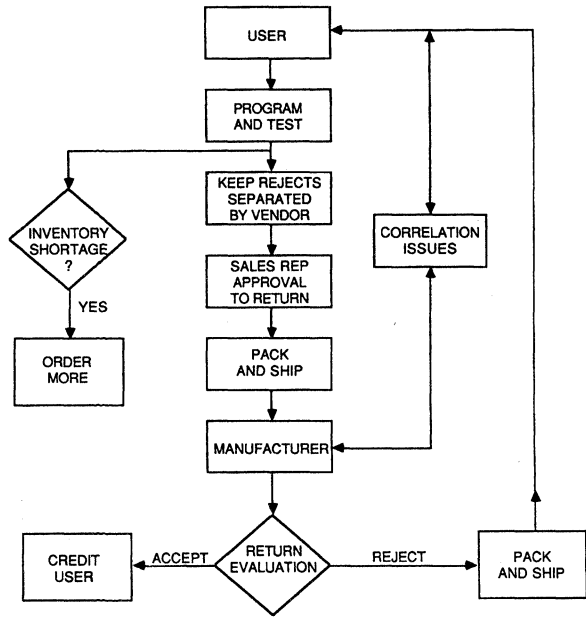 USER
PROGRAM
AND TEST
KEEP REJECTS
SEPARATED
BY VENDOR
INVENTORY
SHORTAGE
?
CORRELATION
ISSUES
SALES REP
APPROVAL
TO RETURN
YES
ORDER
MORE
PACK
AND SHIP
MANUFACTURER
RETURN
EVALUATION
ACCEPT
REJECT
CREDIT
USER
PACK
AND SHIP